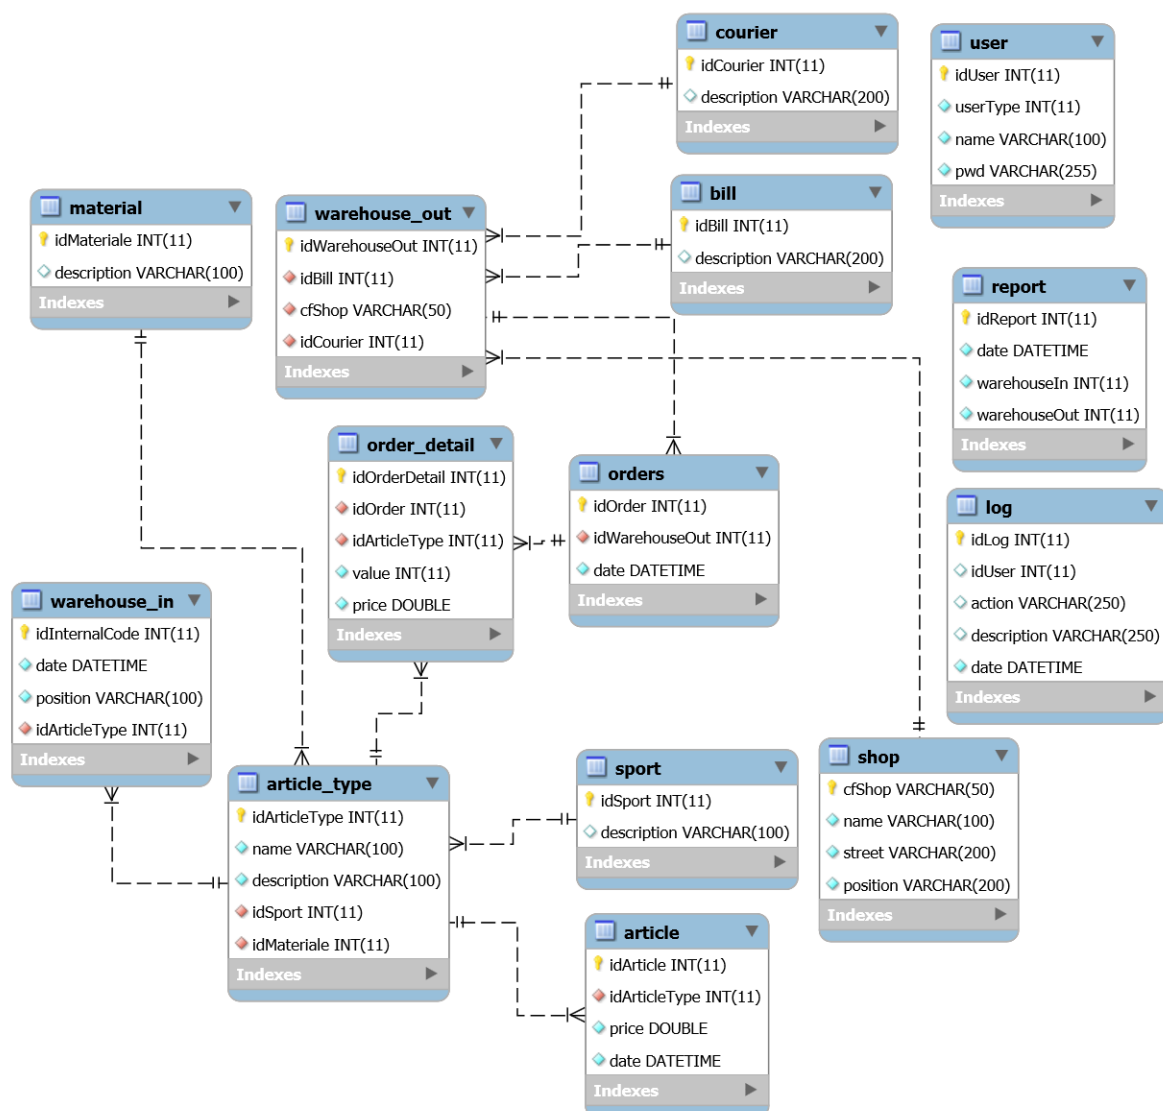 courier
idCourier INT(11)
description VARCHAR(200)
Indexes
user
idUser INT(11)
userType INT(11)
name VARCHAR(100)
pwd VARCHAR(255)
Indexes
material
idMateriale INT(11)
description VARCHAR(100)
Indexes
warehouse_out
idWarehouseOut INT(11)
idBill INT(11)
cfShop VARCHAR(50)
idCourier INT(11)
Indexes
bill
idBill INT(11)
description VARCHAR(200)
Indexes
report
idReport INT(11)
date DATETIME
warehouseIn INT(11)
warehouseOut INT(11)
Indexes
order_detail
idOrderDetail INT(11)
idOrder INT(11)
idArticleType INT(11)
value INT(11)
price DOUBLE
Indexes
orders
idOrder INT(11)
idWarehouseOut INT(11)
date DATETIME
Indexes
log
idLog INT(11)
idUser INT(11)
action VARCHAR(250)
description VARCHAR(250)
date DATETIME
Indexes
warehouse_in
idInternalCode INT(11)
date DATETIME
position VARCHAR(100)
idArticleType INT(11)
Indexes
article_type
idArticleType INT(11)
name VARCHAR(100)
description VARCHAR(100)
idSport INT(11)
idMateriale INT(11)
Indexes
sport
idSport INT(11)
description VARCHAR(100)
Indexes
shop
cfShop VARCHAR(50)
name VARCHAR(100)
street VARCHAR(200)
position VARCHAR(200)
Indexes
article
idArticle INT(11)
idArticleType INT(11)
price DOUBLE
date DATETIME
Indexes